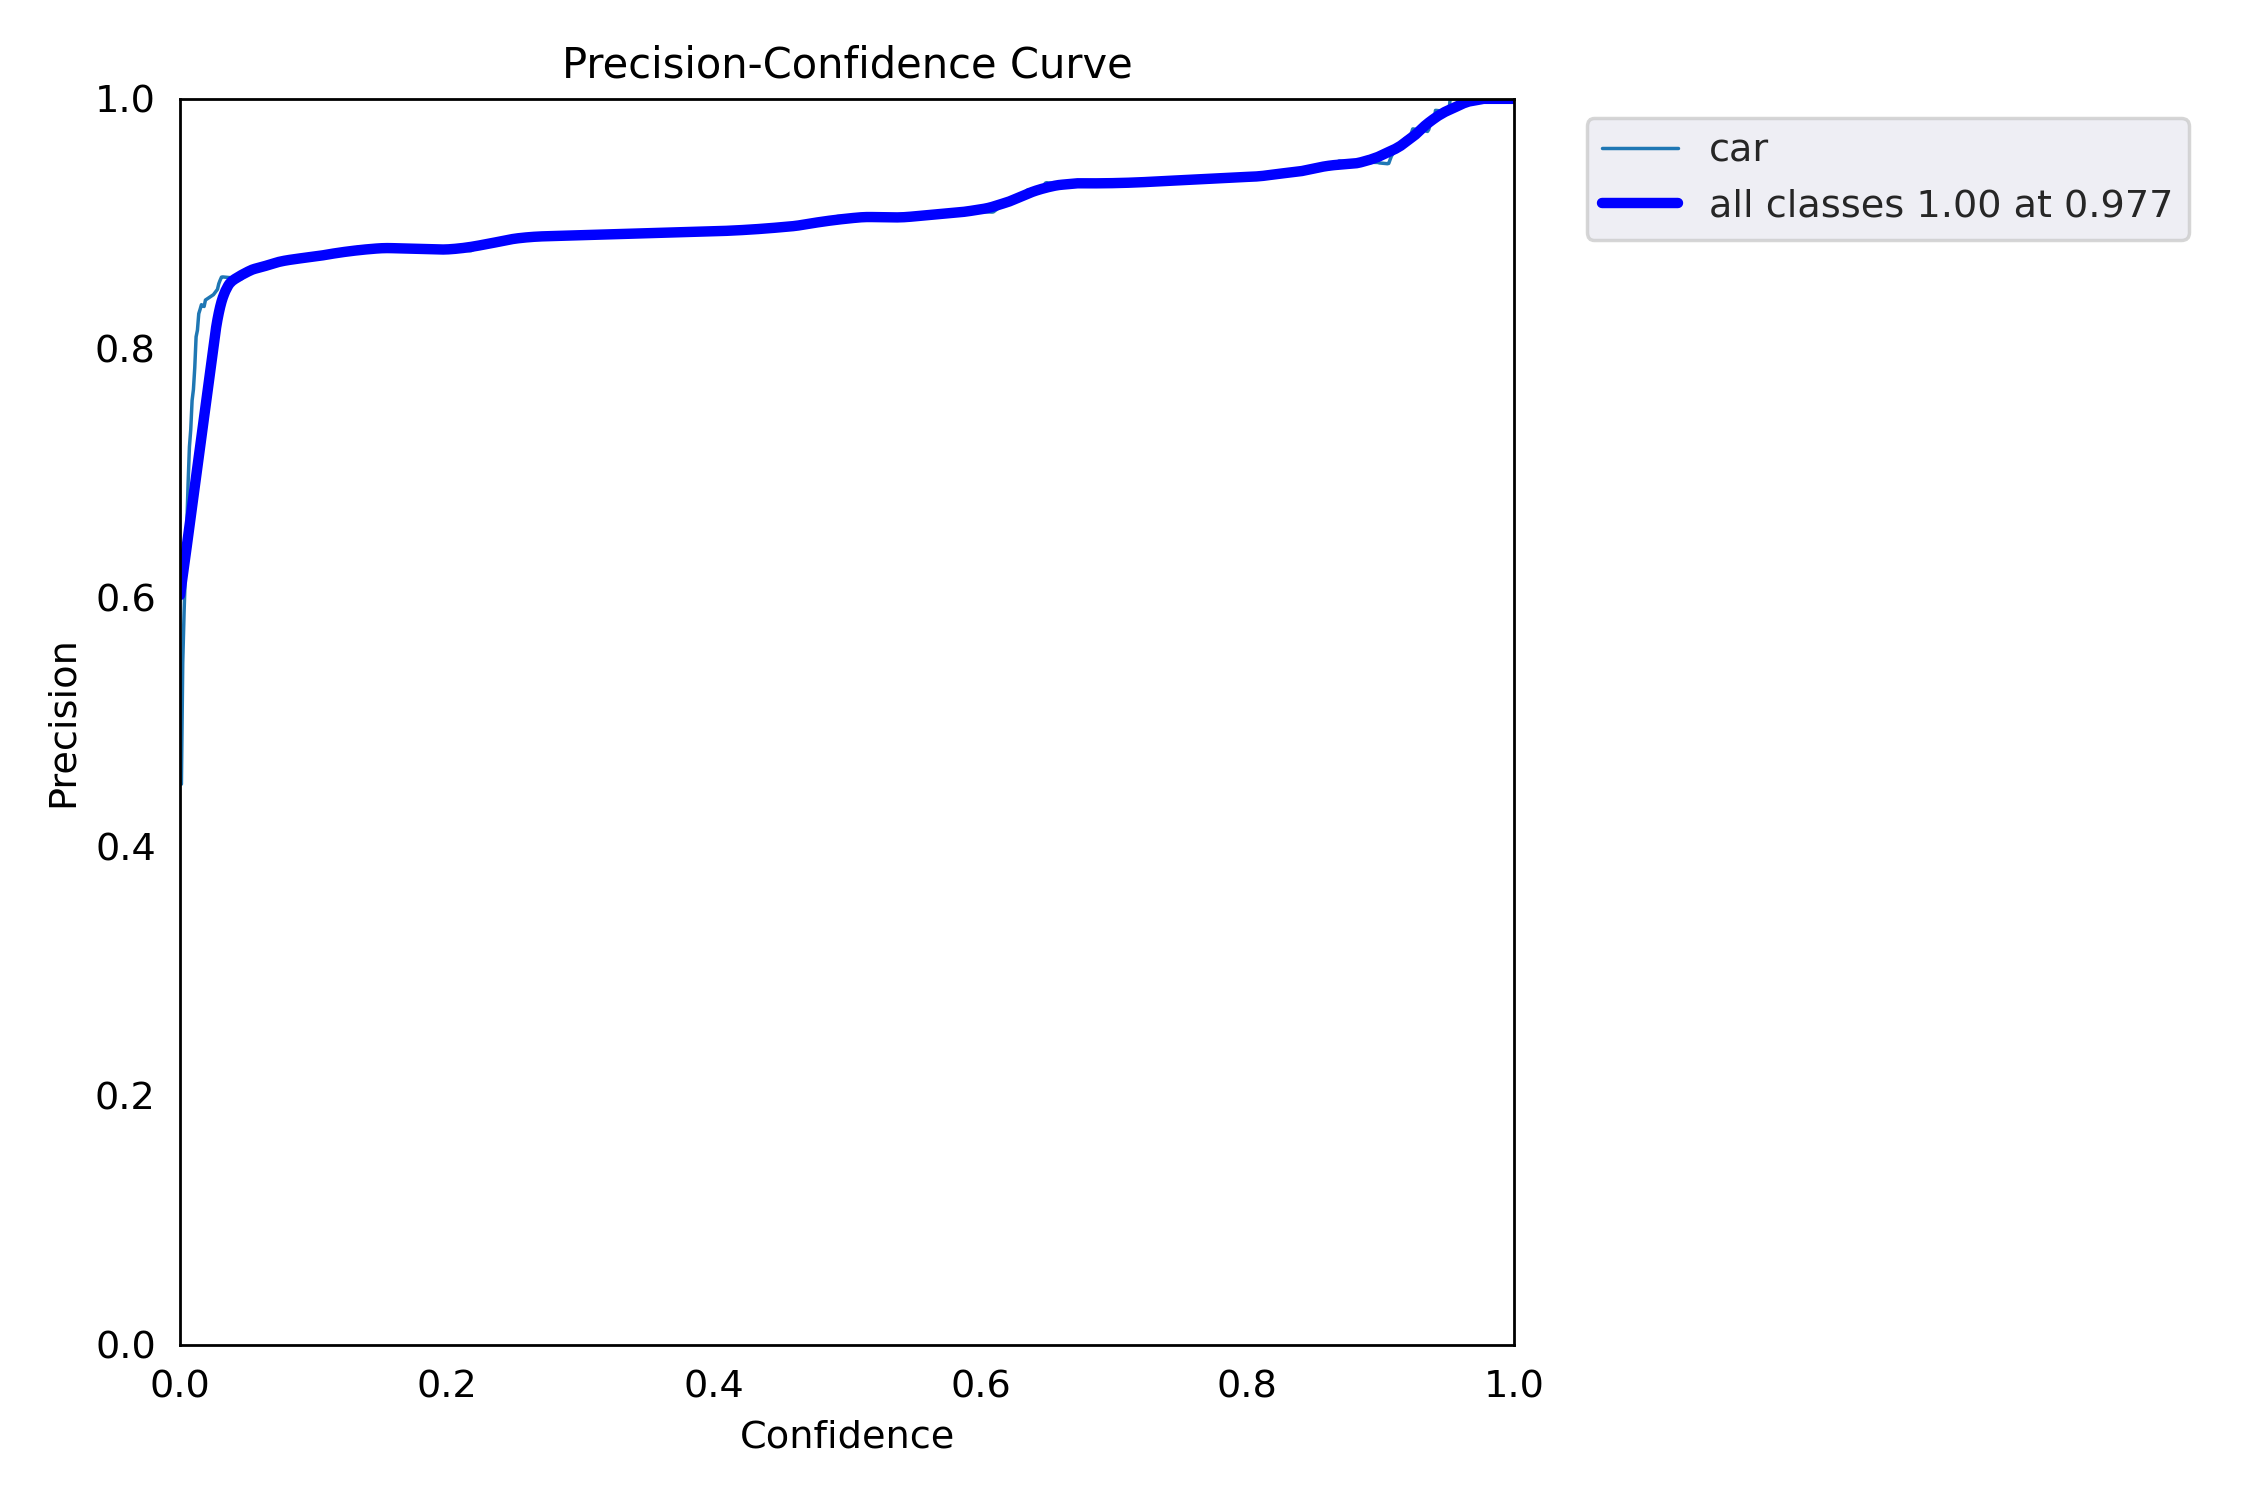 Precision-Confidence Curve
1.0
0.8
0.6
0.4
0.2
0.0
Precision
0.0 0.2 0.4 0.6 0.8 1.0
Confidence
car
all classes 1.00 at 0.977